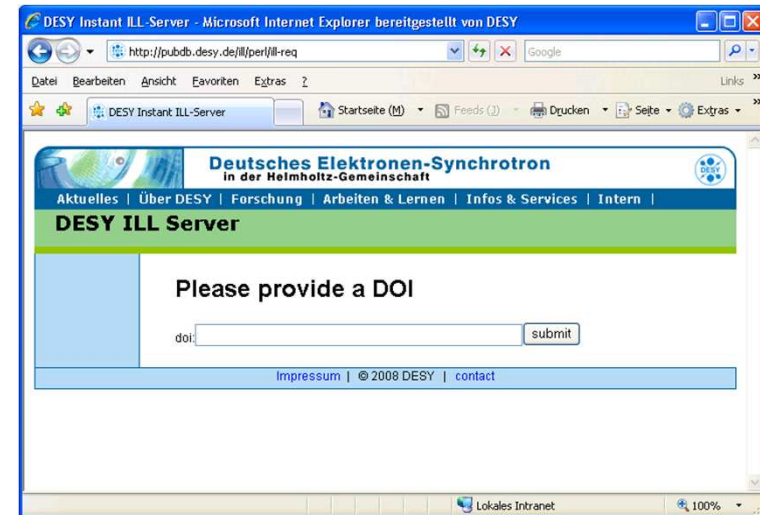 DESY Instant ILL-Server - Microsoft Internet Explorer bereitgestellt von DESY
http://pubdb.desy.de/ill/perl/ill-req
Google
Datei Bearbeiten Ansicht Favoriten Extras ? Links »
DESY Instant ILL-Server Startseite (M) Feeds (J) Drucken Seite Extras »
Deutsches Elektronen-Synchrotron
in der Helmholtz-Gemeinschaft
DESY
Aktuelles | Über DESY | Forschung | Arbeiten & Lernen | Infos & Services | Intern |
DESY ILL Server
Please provide a DOI
doi: submit
Impressum | © 2008 DESY | contact
Lokales Intranet 100%